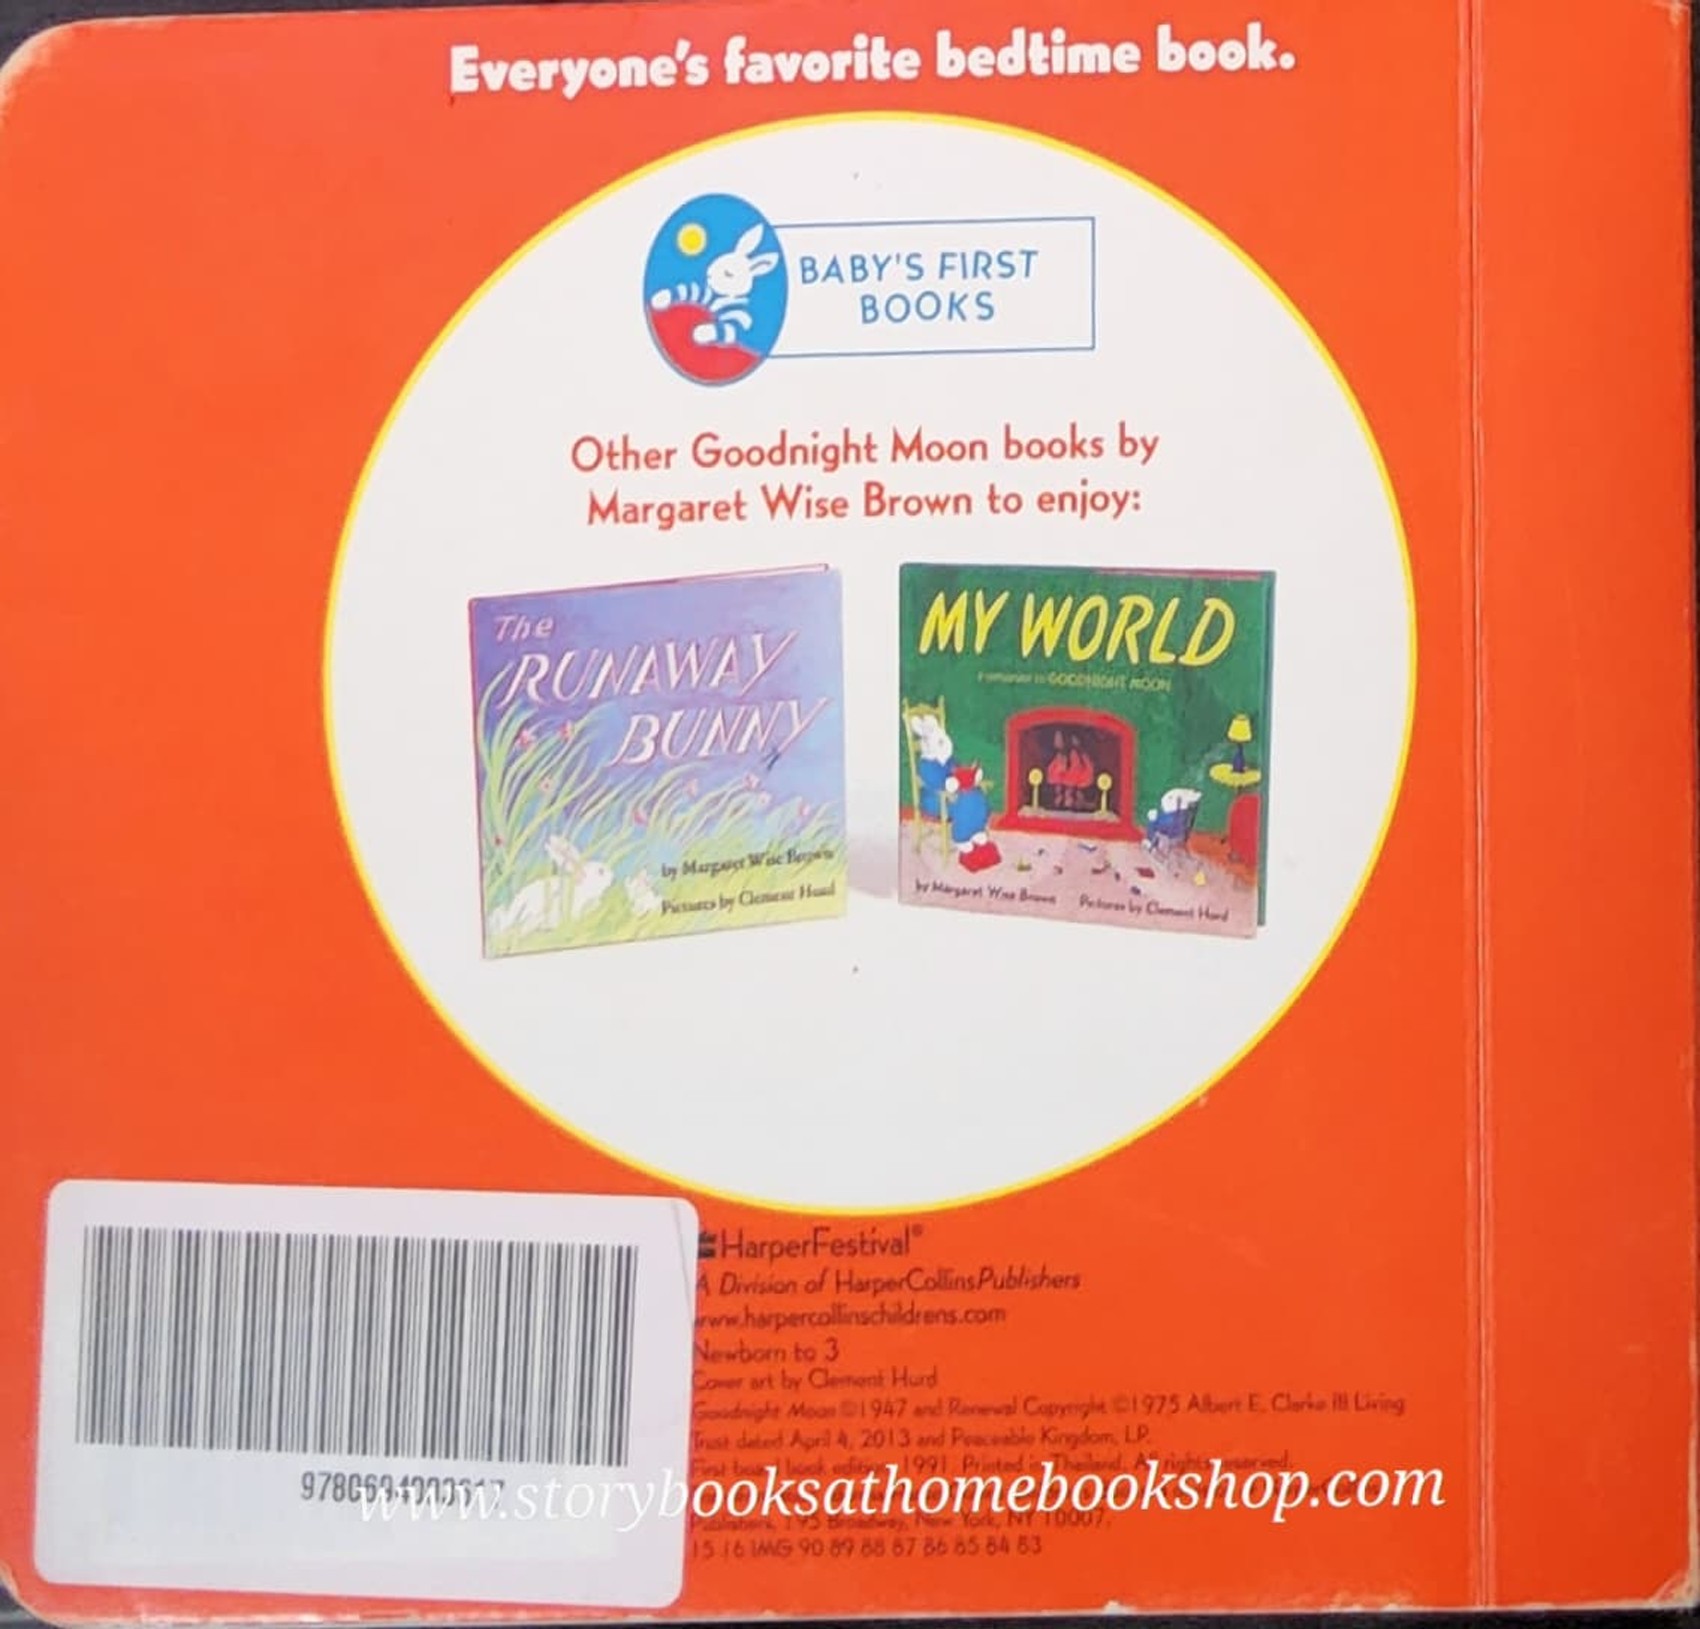 Everyone's favorite bedtime book.
BABY'S FIRST
BOOKS
Other Goodnight Moon books by
Margaret Wise Brown to enjoy:
The
RUNAWAY
BUNNY
by Margaret Wise Brown
Pictures by Clement Hurd
MY WORLD
A companion to GOODNIGHT MOON
by Margaret Wise Brown Pictures by Clement Hurd
HarperFestival®
A Division of HarperCollinsPublishers
www.harpercollinschildrens.com
Newborn to 3
Cover art by Clement Hurd
Goodnight Moon ©1947 and Renewal Copyright ©1975 Albert E. Clarke III Living
Trust dated April 4, 2013 and Peaceable Kingdom, LP.
First board book edition, 1991. Printed in Thailand. All rights reserved.
www.storybooksathomebookshop.com
Publishers, 195 Broadway, New York, NY 10007.
15 16 IMG 90 89 88 87 86 85 84 83